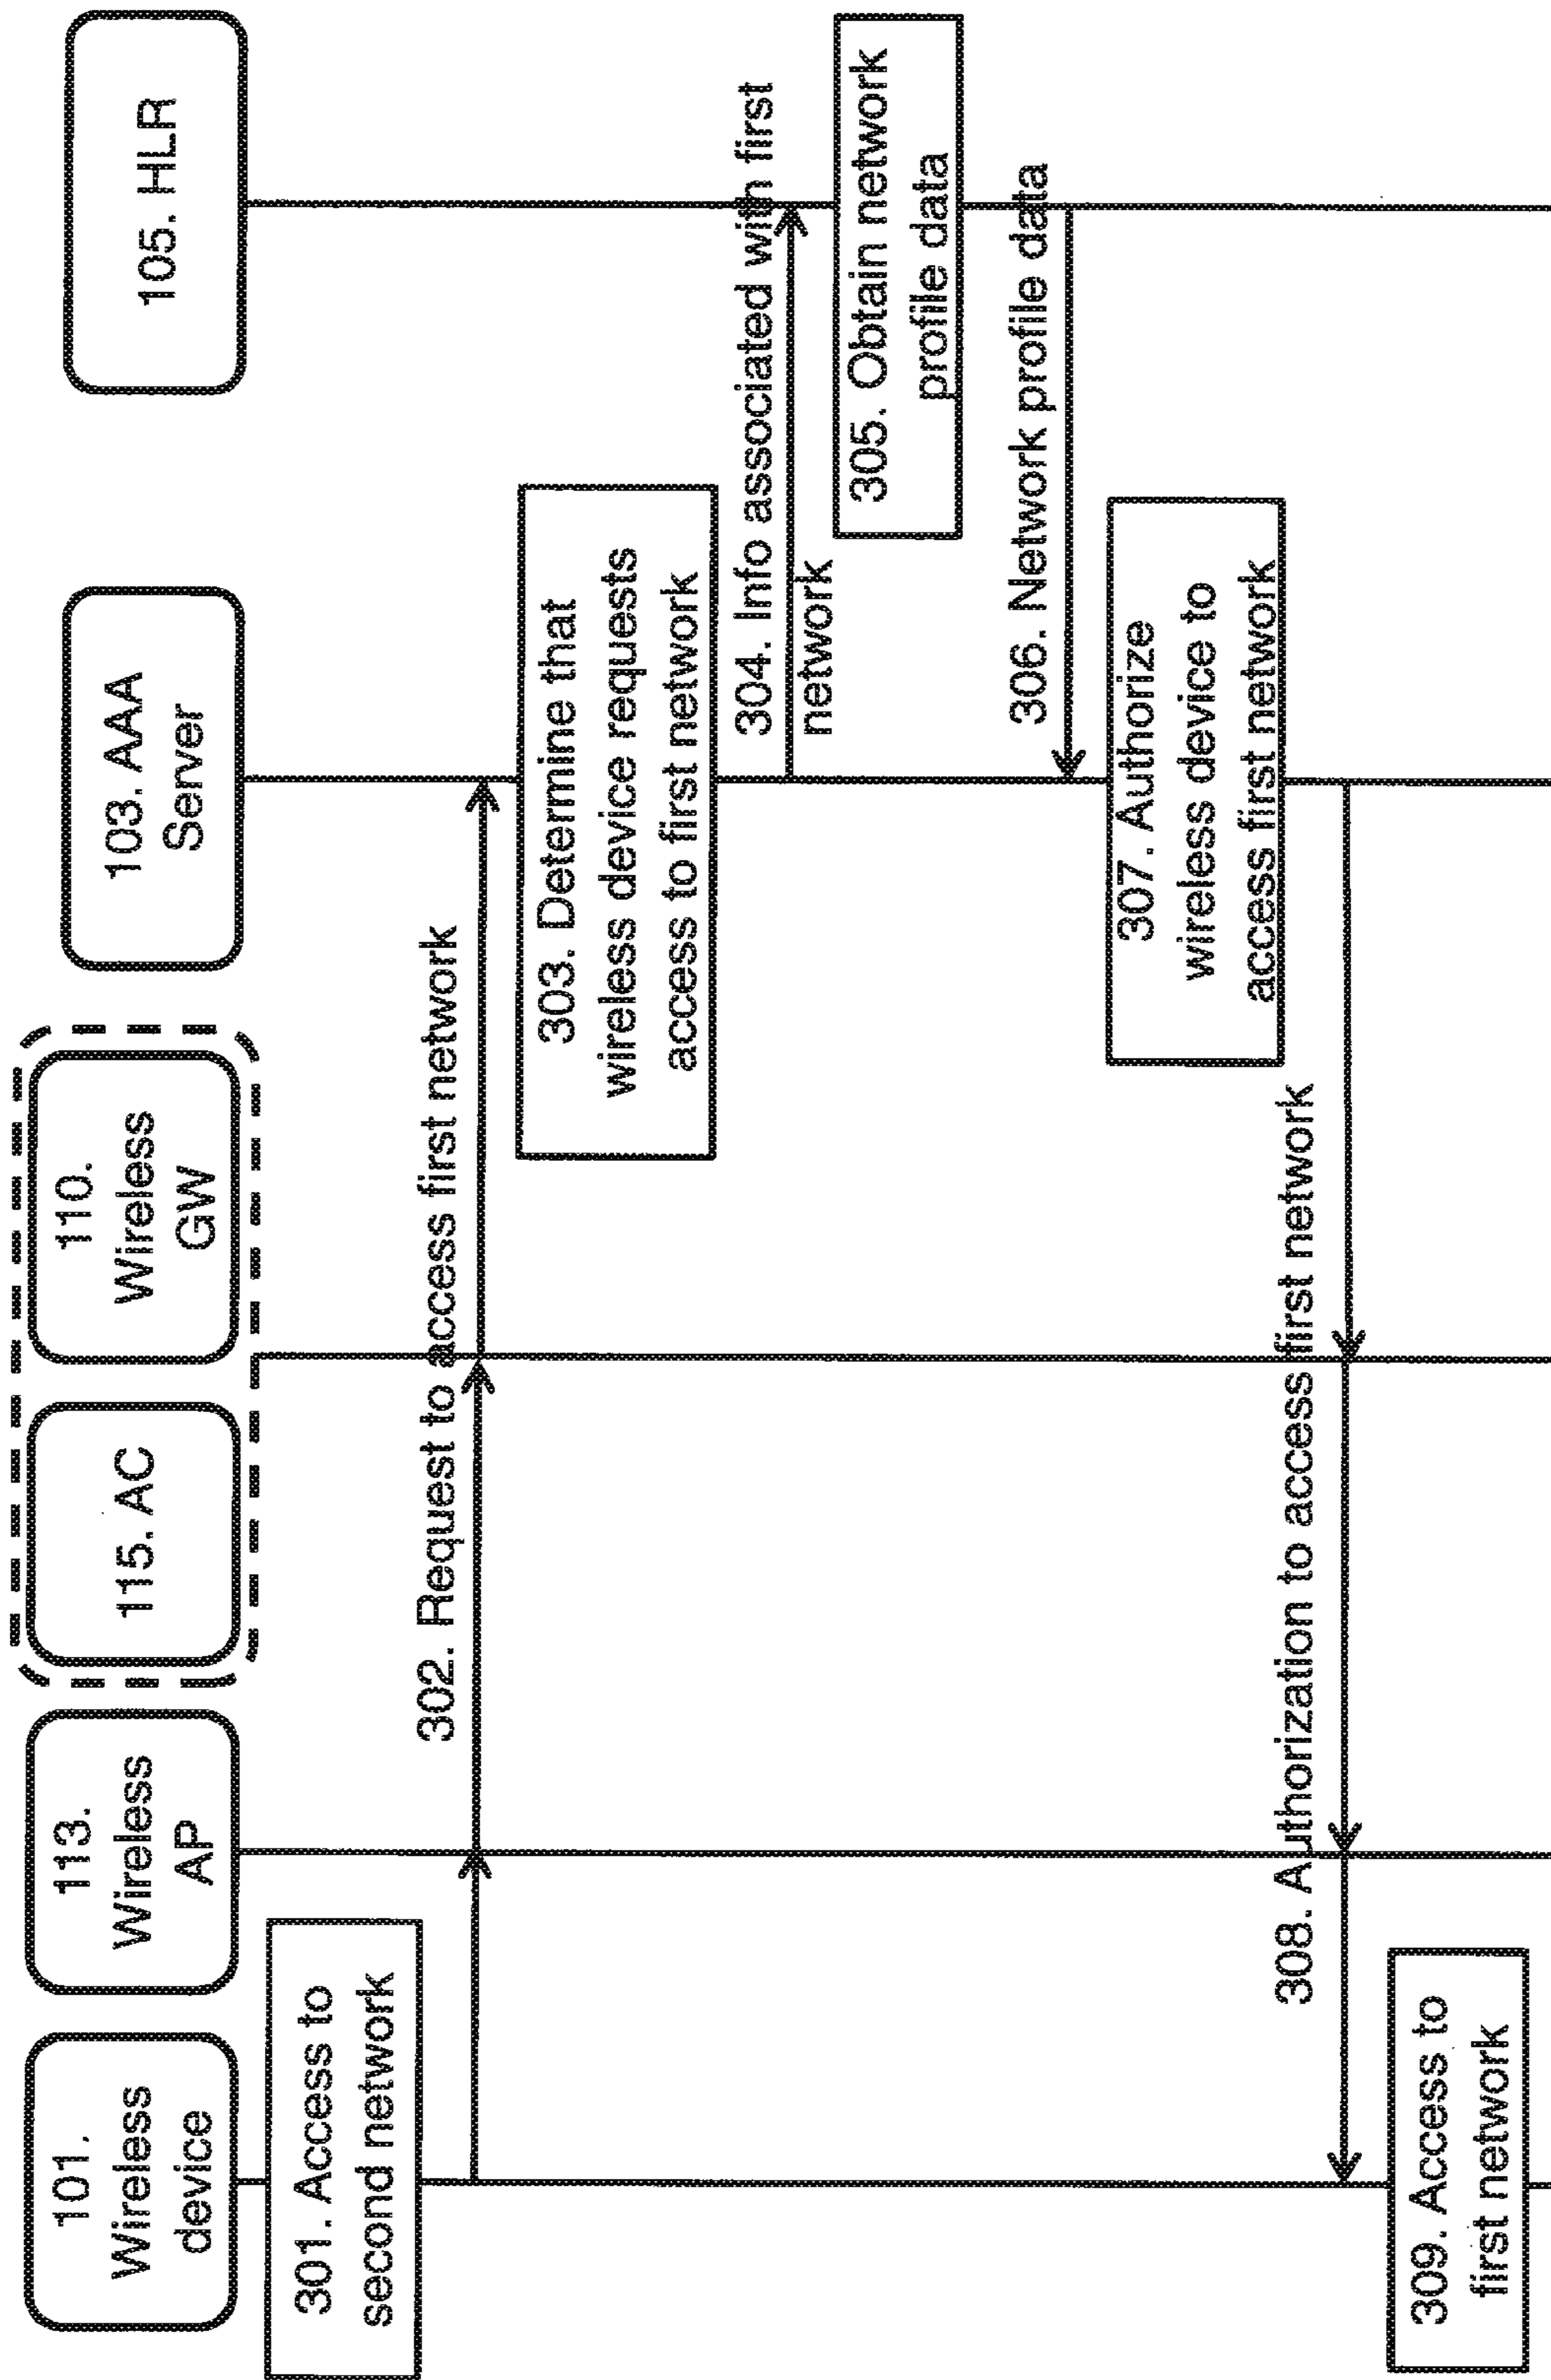 101.
Wireless
device
113.
Wireless
AP
115. AC
110.
Wireless
GW
103. AAA
Server
105. HLR
301. Access to
second network
302. Request to access first network
303. Determine that
wireless device requests
access to first network
304. Info associated with first
network
305. Obtain network
profile data
306. Network profile data
307. Authorize
wireless device to
access first network
308. Authorization to access first network
309. Access to
first network